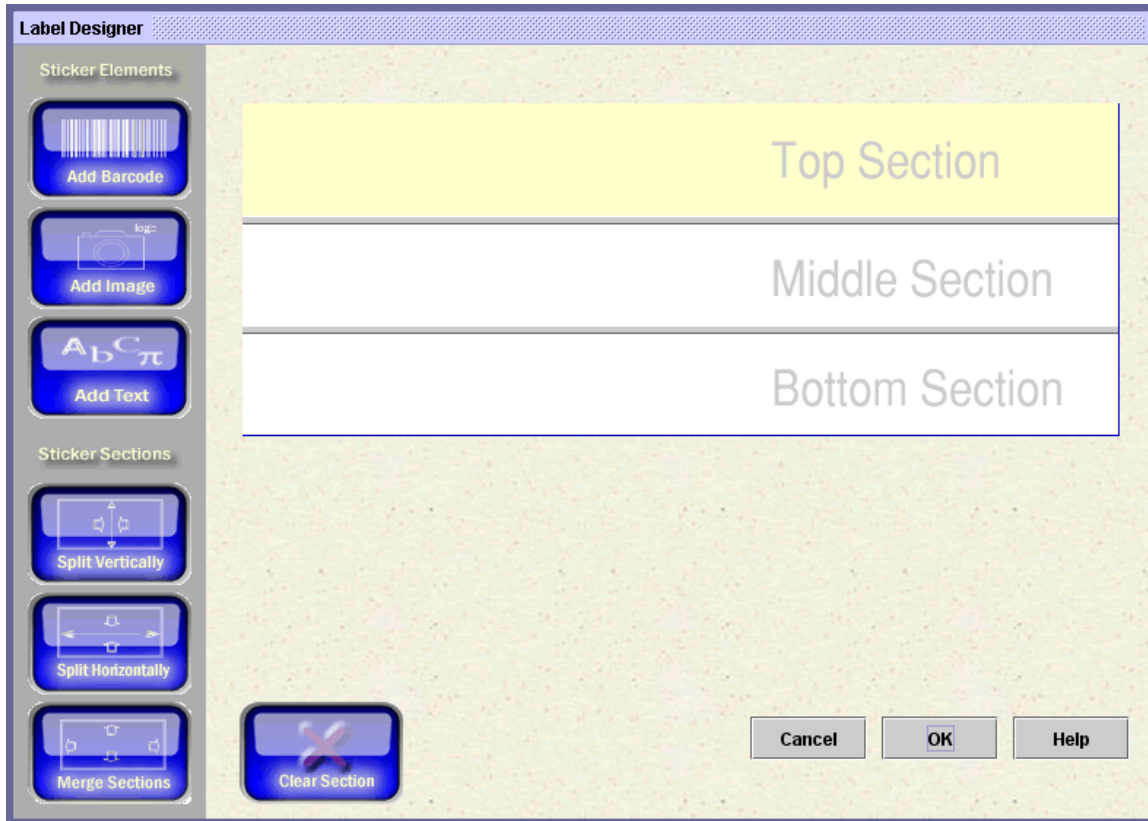 Label Designer
Sticker Elements
Add Barcode
logo
Add Image
AbCπ
Add Text
Sticker Sections
Split Vertically
Split Horizontally
Merge Sections
Top Section
Middle Section
Bottom Section
Clear Section
Cancel
OK
Help